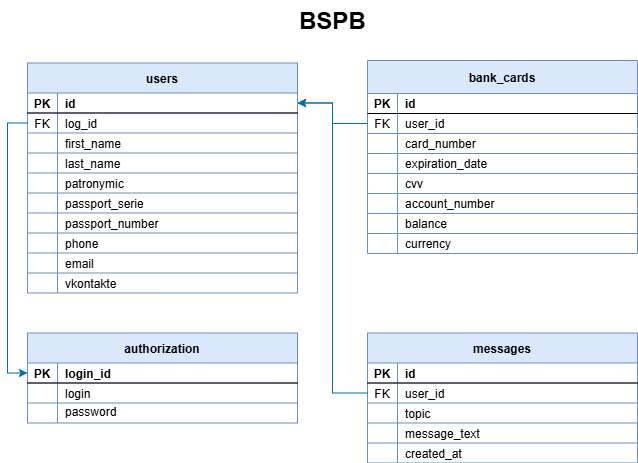 BSPB
users
PK id
FK log_id
first_name
last_name
patronymic
passport_serie
passport_number
phone
email
vkontakte
bank_cards
PK id
FK user_id
card_number
expiration_date
cvv
account_number
balance
currency
authorization
PK login_id
login
password
messages
PK id
FK user_id
topic
message_text
created_at